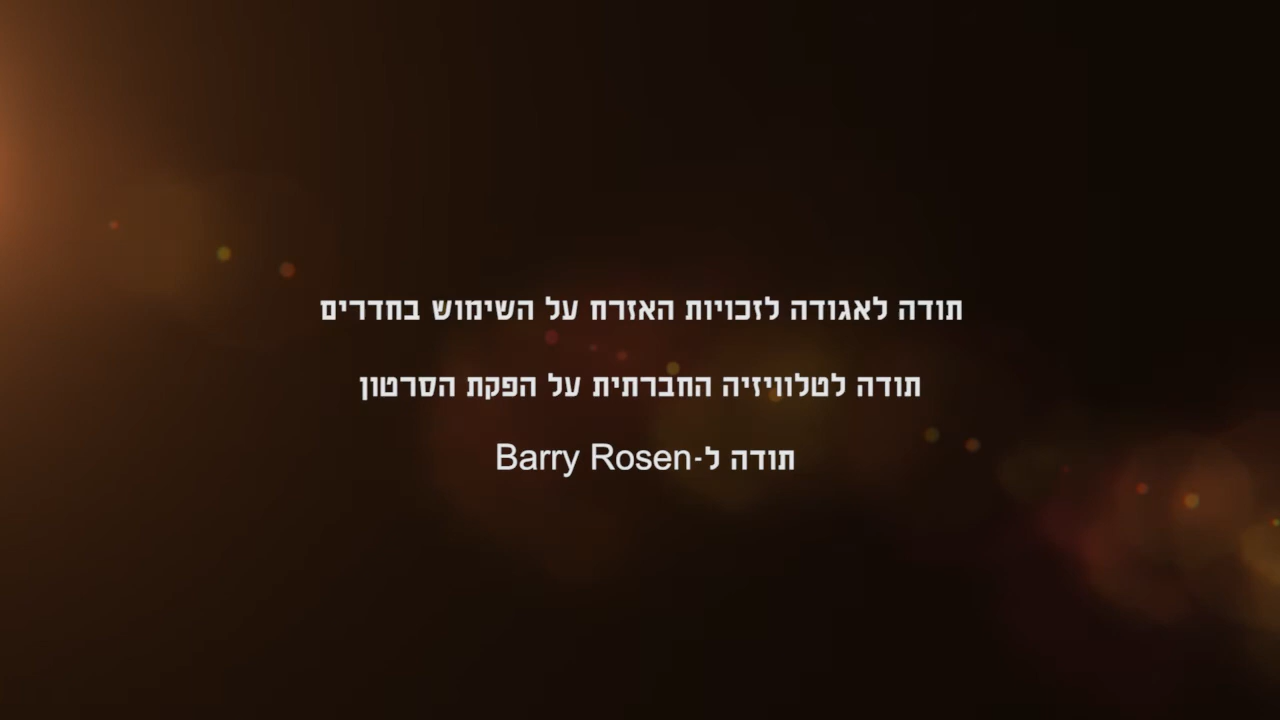 תודה לאגודה לזכויות האזרח על השימוש בחדרים
תודה לטלוויזיה החברתית על הפקת הסרטון
תודה ל-Barry Rosen